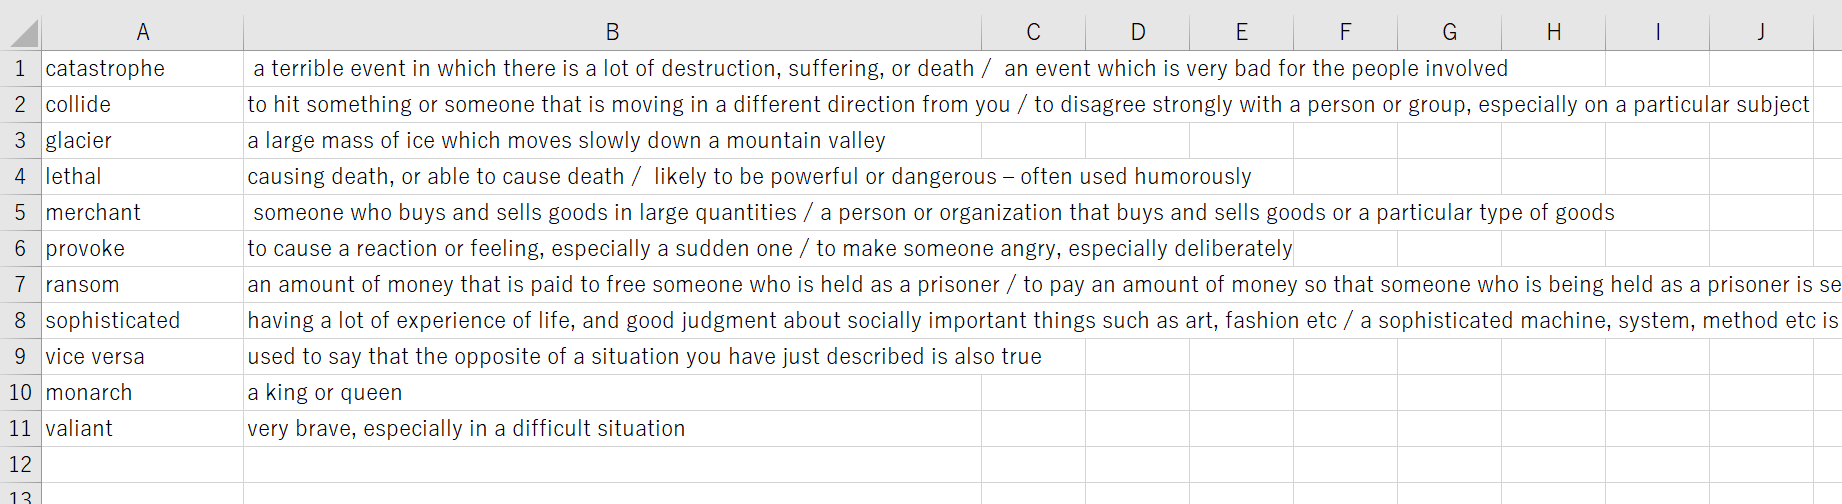 A B C D E F G H I J
1 catastrophe a terrible event in which there is a lot of destruction, suffering, or death / an event which is very bad for the people involved
2 collide to hit something or someone that is moving in a different direction from you / to disagree strongly with a person or group, especially on a particular subject
3 glacier a large mass of ice which moves slowly down a mountain valley
4 lethal causing death, or able to cause death / likely to be powerful or dangerous – often used humorously
5 merchant someone who buys and sells goods in large quantities / a person or organization that buys and sells goods or a particular type of goods
6 provoke to cause a reaction or feeling, especially a sudden one / to make someone angry, especially deliberately
7 ransom an amount of money that is paid to free someone who is held as a prisoner / to pay an amount of money so that someone who is being held as a prisoner is se
8 sophisticated having a lot of experience of life, and good judgment about socially important things such as art, fashion etc / a sophisticated machine, system, method etc is
9 vice versa used to say that the opposite of a situation you have just described is also true
10 monarch a king or queen
11 valiant very brave, especially in a difficult situation
12
13